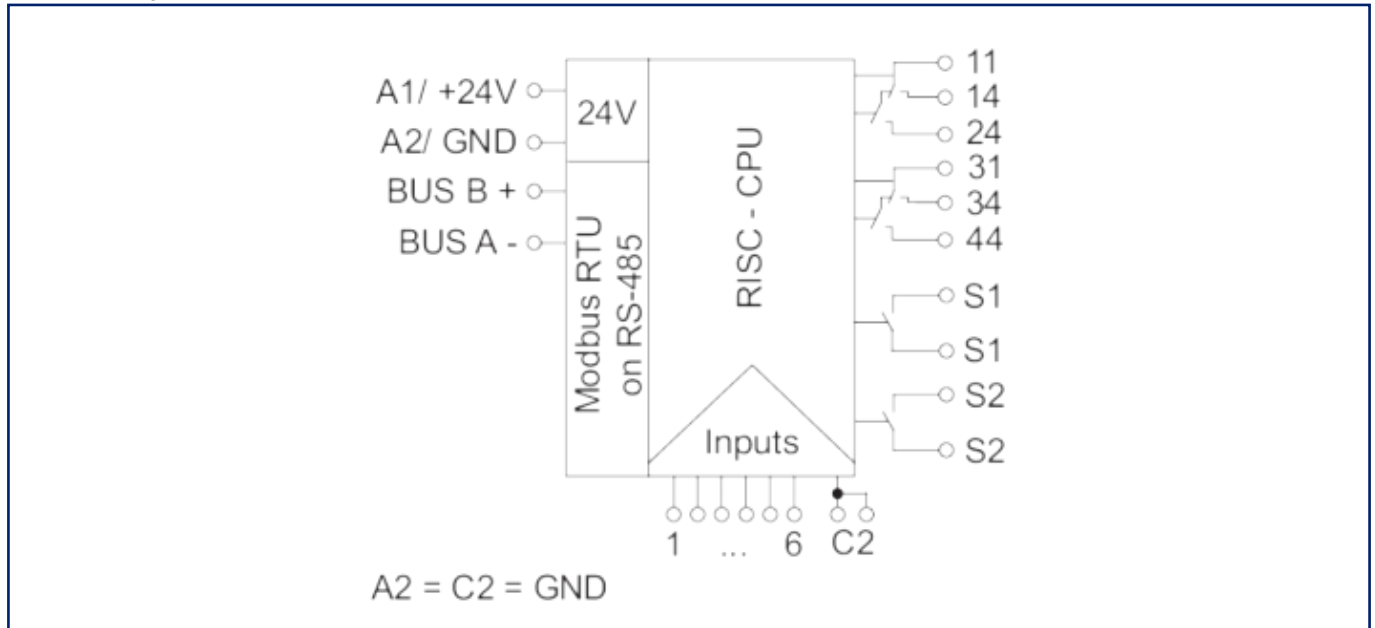 A1/ +24V
A2/ GND
BUS B +
BUS A -
24V
Modbus RTU
on RS-485
RISC - CPU
Inputs
11
14
24
31
34
44
S1
S1
S2
S2
1 ... 6 C2
A2 = C2 = GND